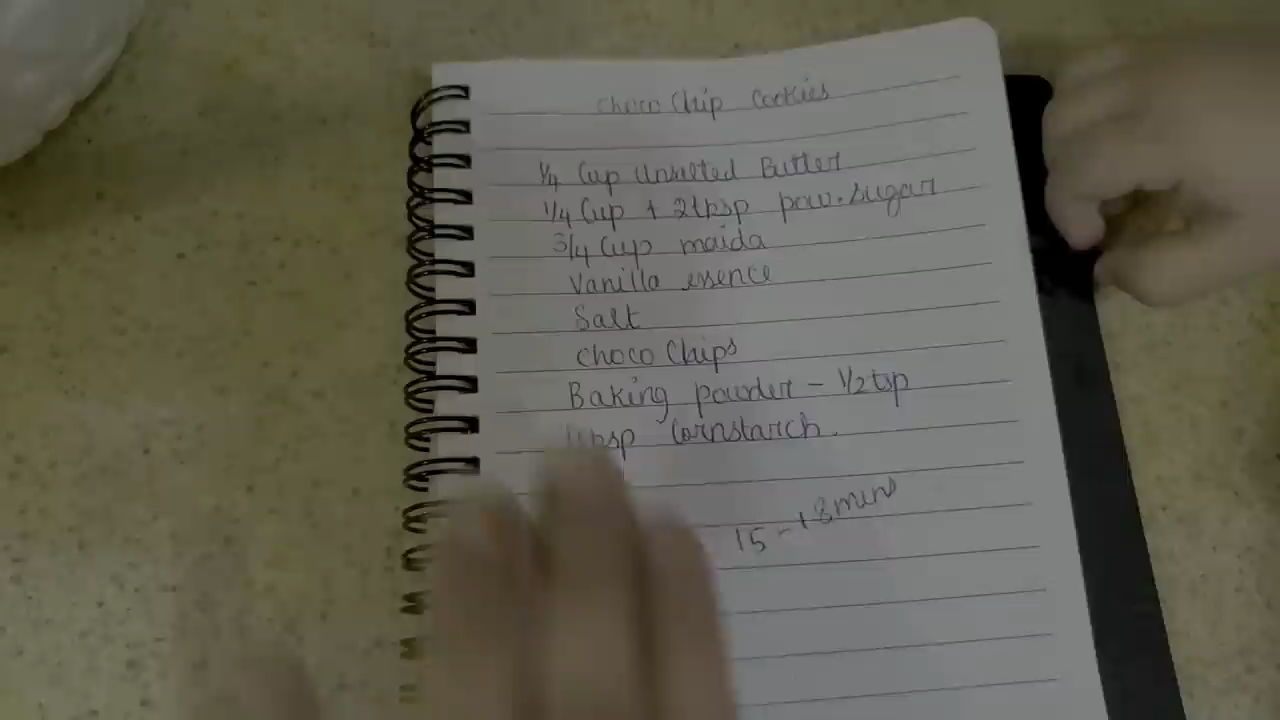 Choco Chip Cookies
1/4 Cup Unsalted Butter
1/4 Cup + 2tbsp pow. sugar
3/4 Cup maida
Vanilla essence
Salt
Choco Chips
Baking powder - 1/2 tsp
1tbsp Cornstarch.
15-18 mins